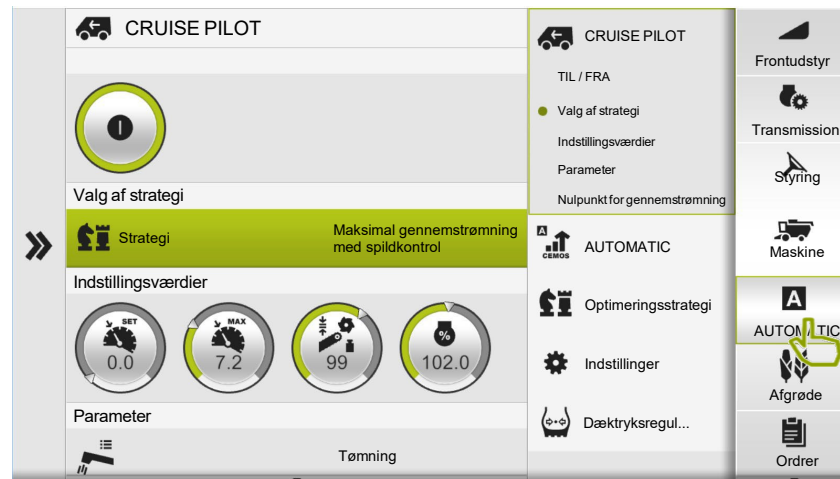 CRUISE PILOT
Valg af strategi
Strategi
Maksimal gennemstrømning
med spildkontrol
Indstillingsværdier
SET
0.0
MAX
7.2
99
%
102.0
Parameter
Tømning
CRUISE PILOT
TIL / FRA
Valg af strategi
Indstillingsværdier
Parameter
Nulpunkt for gennemstrømning
A
CEMOS
AUTOMATIC
Optimeringsstrategi
Indstillinger
Dæktryksregul...
Frontudstyr
Transmission
Styring
Maskine
A
AUTOMATIC
Afgrøde
Ordrer